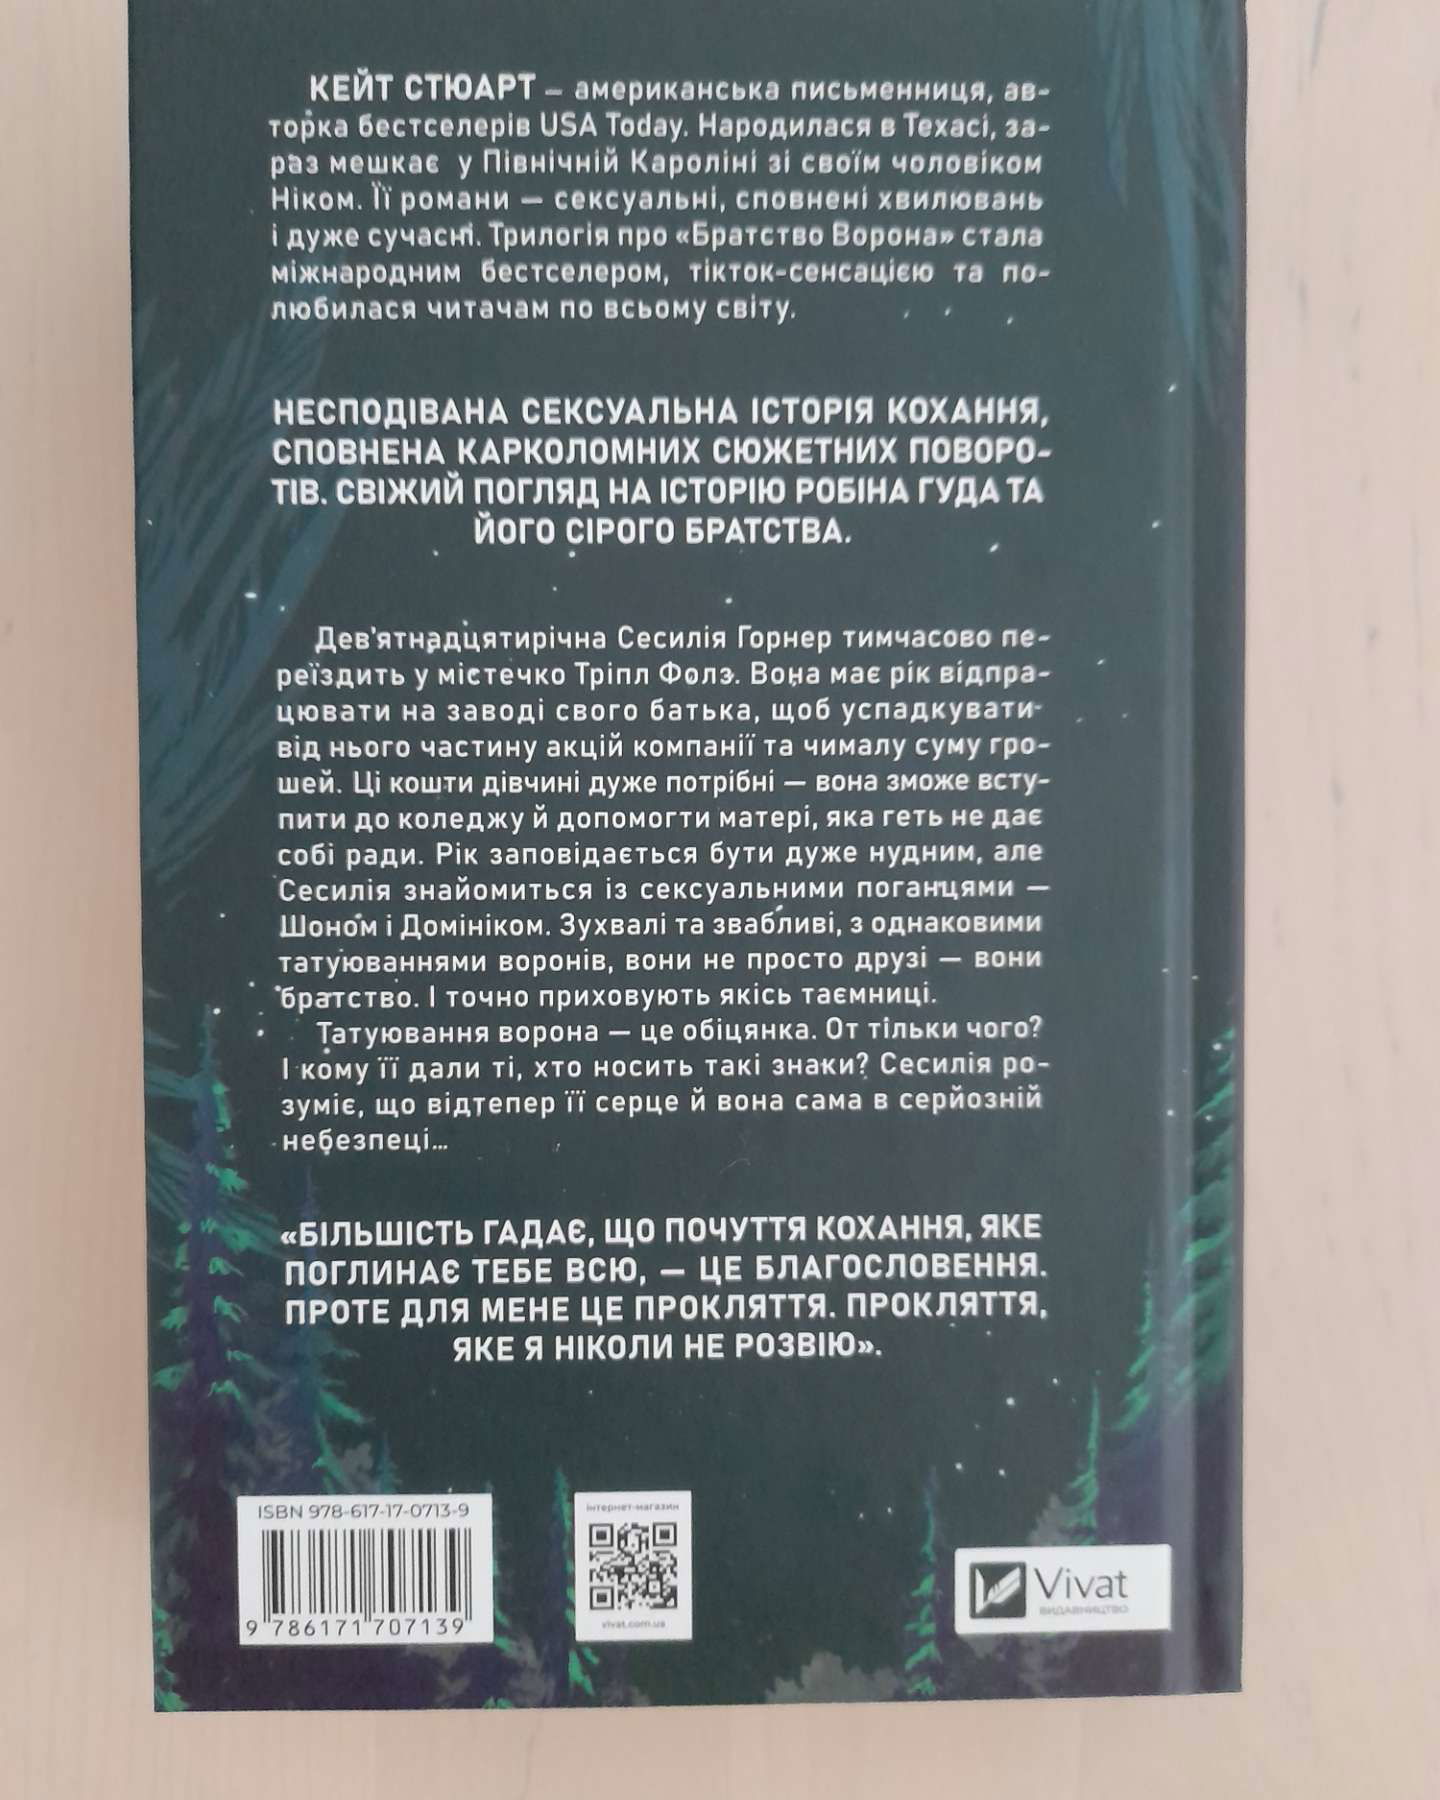 КЕЙТ СТЮАРТ – американська письменниця, ав-
торка бестселерів USA Today. Народилася в Техасі, за-
раз мешкає у Північній Кароліні зі своїм чоловіком
Ніком. Її романи — сексуальні, сповнені хвилювань
і дуже сучасні. Трилогія про «Братство Ворона» стала
міжнародним бестселером, тікток-сенсацією та по-
любилася читачам по всьому світу.
НЕСПОДІВАНА СЕКСУАЛЬНА ІСТОРІЯ КОХАННЯ,
СПОВНЕНА КАРКОЛОМНИХ СЮЖЕТНИХ ПОВОРО-
ТІВ. СВІЖИЙ ПОГЛЯД НА ІСТОРІЮ РОБІНА ГУДА ТА
ЙОГО СІРОГО БРАТСТВА.
Дев'ятнадцятирічна Сесилія Горнер тимчасово пе-
реїздить у містечко Тріпл Фолз. Вона має рік відпра-
цювати на заводі свого батька, щоб успадкувати
від нього частину акцій компанії та чималу суму гро-
шей. Ці кошти дівчині дуже потрібні — вона зможе всту-
пити до коледжу й допомогти матері, яка геть не дає
собі ради. Рік заповідається бути дуже нудним, але
Сесилія знайомиться із сексуальними поганцями —
Шоном і Домініком. Зухвалі та звабливі, з однаковими
татуюваннями воронів, вони не просто друзі — вони
братство. І точно приховують якісь таємниці.
Татуювання ворона — це обіцянка. От тільки чого?
І кому її дали ті, хто носить такі знаки? Сесилія ро-
зуміє, що відтепер її серце й вона сама в серйозній
небезпеці...
«БІЛЬШІСТЬ ГАДАЄ, ЩО ПОЧУТТЯ КОХАННЯ, ЯКЕ
ПОГЛИНАЄ ТЕБЕ ВСЮ, — ЦЕ БЛАГОСЛОВЕННЯ.
ПРОТЕ ДЛЯ МЕНЕ ЦЕ ПРОКЛЯТТЯ. ПРОКЛЯТТЯ,
ЯКЕ Я НІКОЛИ НЕ РОЗВІЮ».
ISBN 978-617-17-0713-9
9 786171 707139
інтернет-магазин
vivat.com.ua
Vivat
ВИДАВНИЦТВО